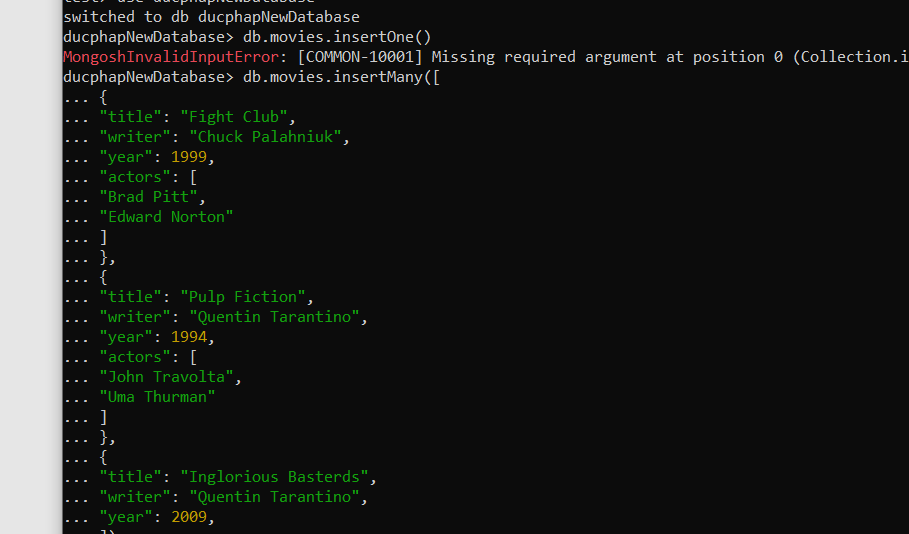 switched to db ducphapNewDatabase
ducphapNewDatabase> db.movies.insertOne()
MongoshInvalidInputError: [COMMON-10001] Missing required argument at position 0 (Collection.i
ducphapNewDatabase> db.movies.insertMany([
... {
... "title": "Fight Club",
... "writer": "Chuck Palahniuk",
... "year": 1999,
... "actors": [
... "Brad Pitt",
... "Edward Norton"
... ]
... },
... {
... "title": "Pulp Fiction",
... "writer": "Quentin Tarantino",
... "year": 1994,
... "actors": [
... "John Travolta",
... "Uma Thurman"
... ]
... },
... {
... "title": "Inglorious Basterds",
... "writer": "Quentin Tarantino",
... "year": 2009,